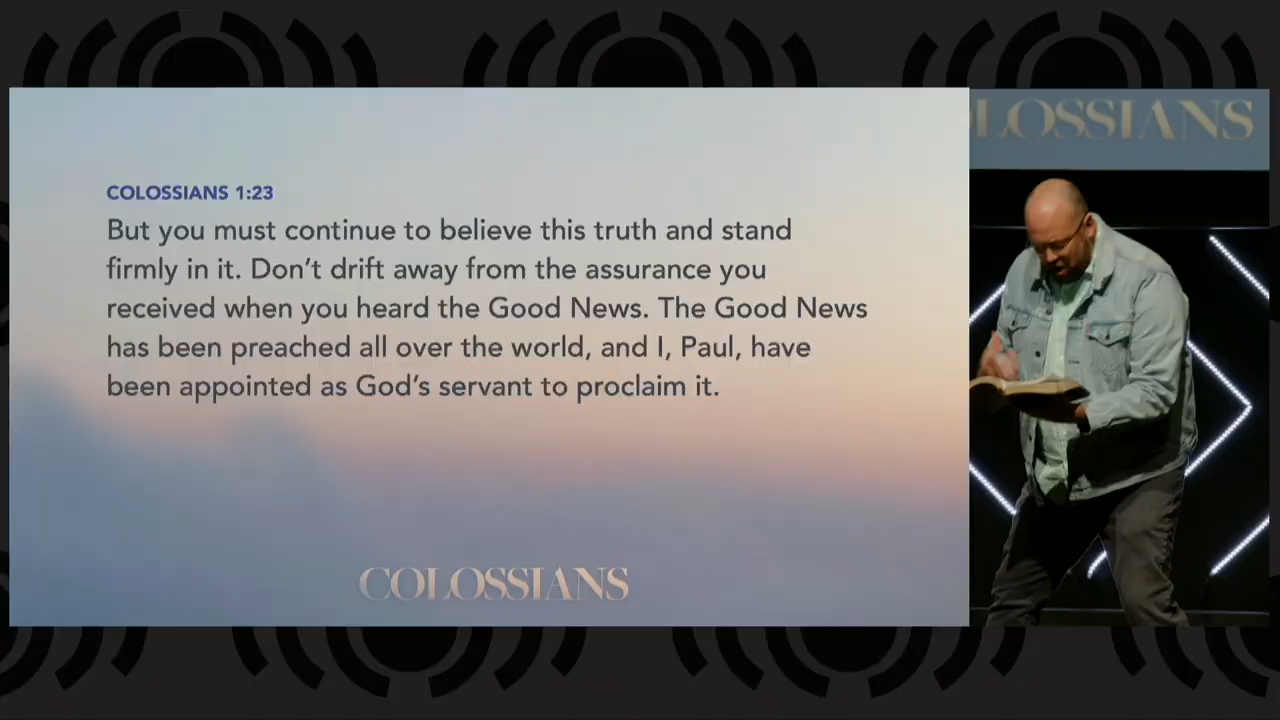 COLOSSIANS 1:23
But you must continue to believe this truth and stand
firmly in it. Don’t drift away from the assurance you
received when you heard the Good News. The Good News
has been preached all over the world, and I, Paul, have
been appointed as God’s servant to proclaim it.
COLOSSIANS
OLOSSIANS